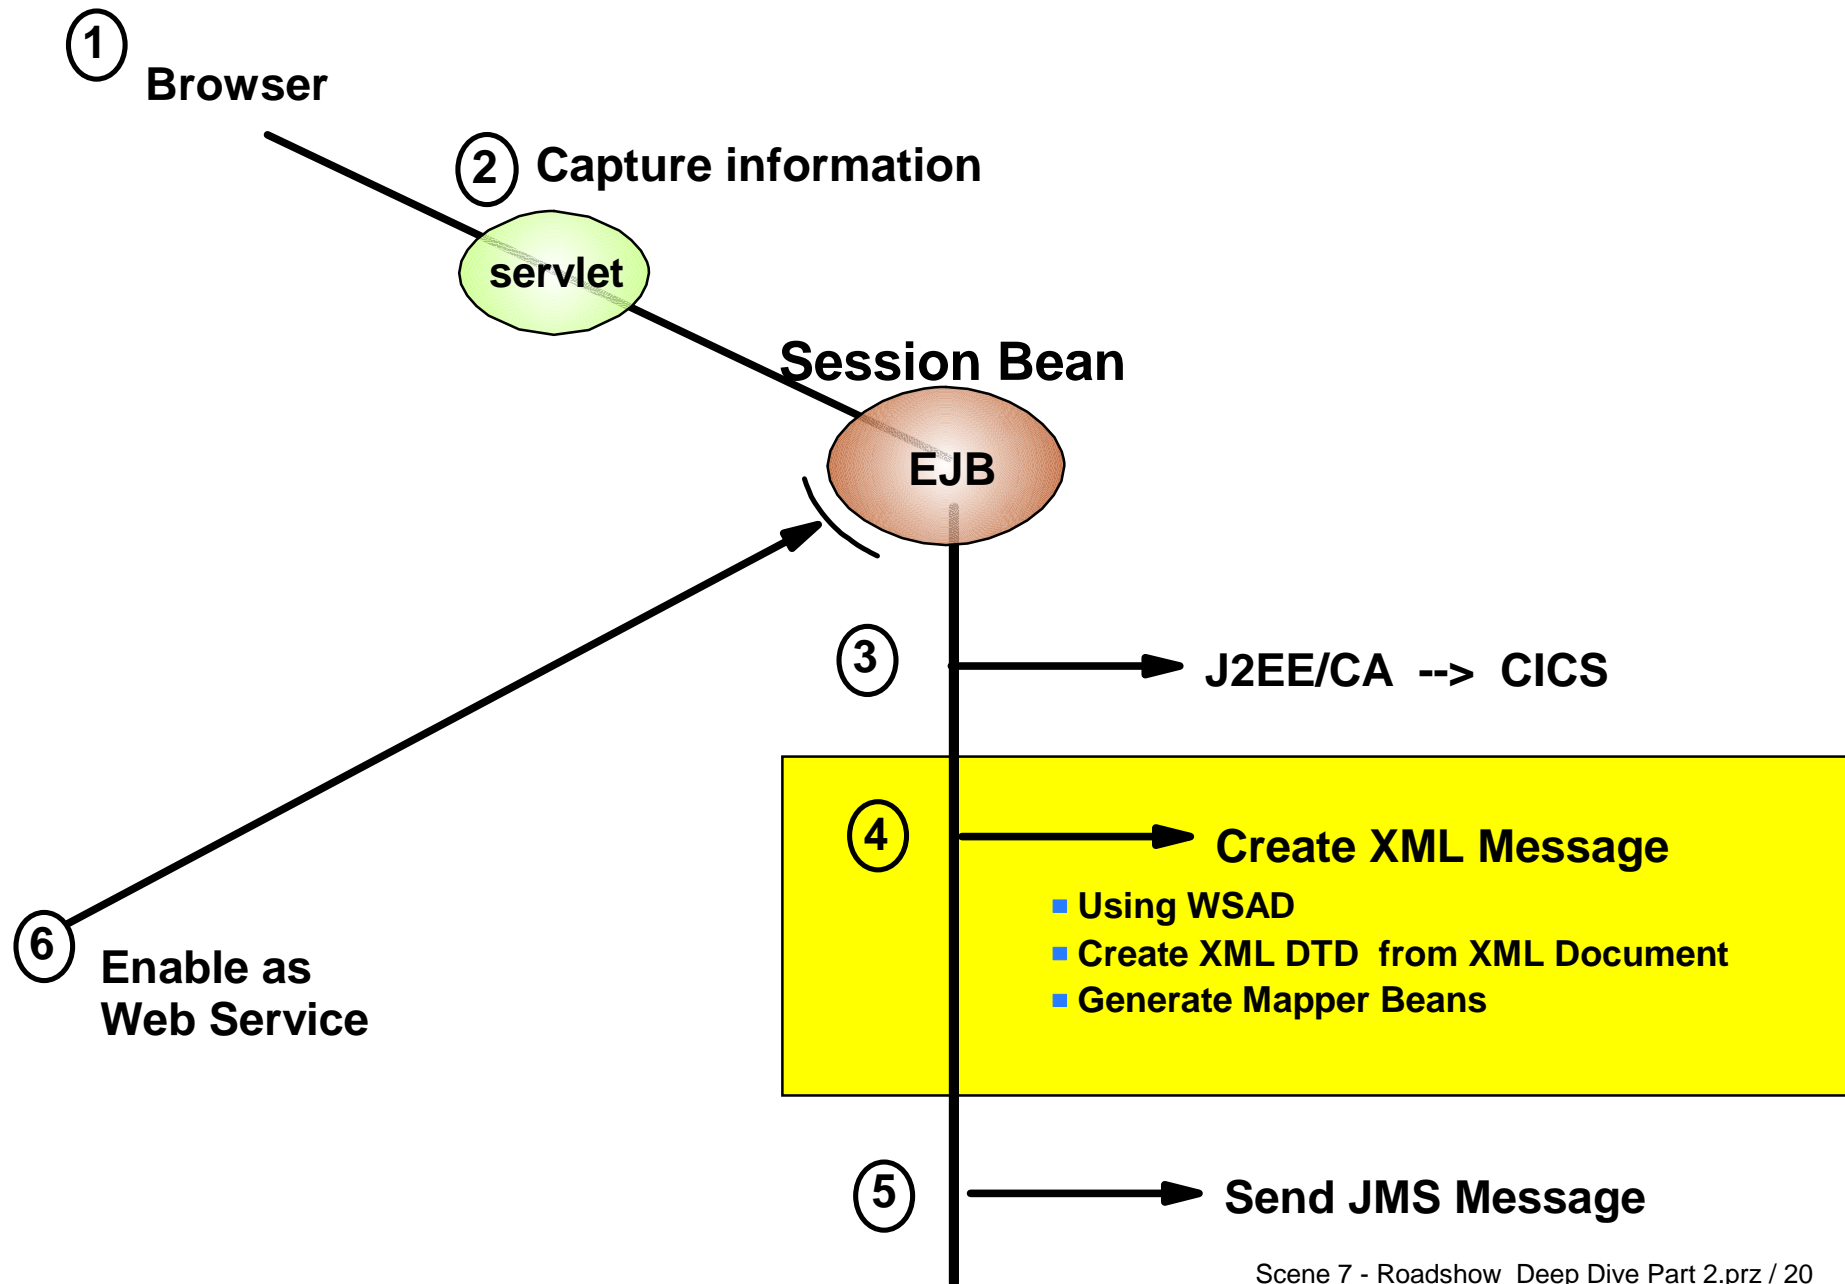 1
Browser
2 Capture information
servlet
Session Bean
EJB
3 J2EE/CA --> CICS
4 Create XML Message
Using WSAD
Create XML DTD from XML Document
Generate Mapper Beans
6 Enable as
Web Service
5 Send JMS Message
Scene 7 - Roadshow Deep Dive Part 2.prz / 20